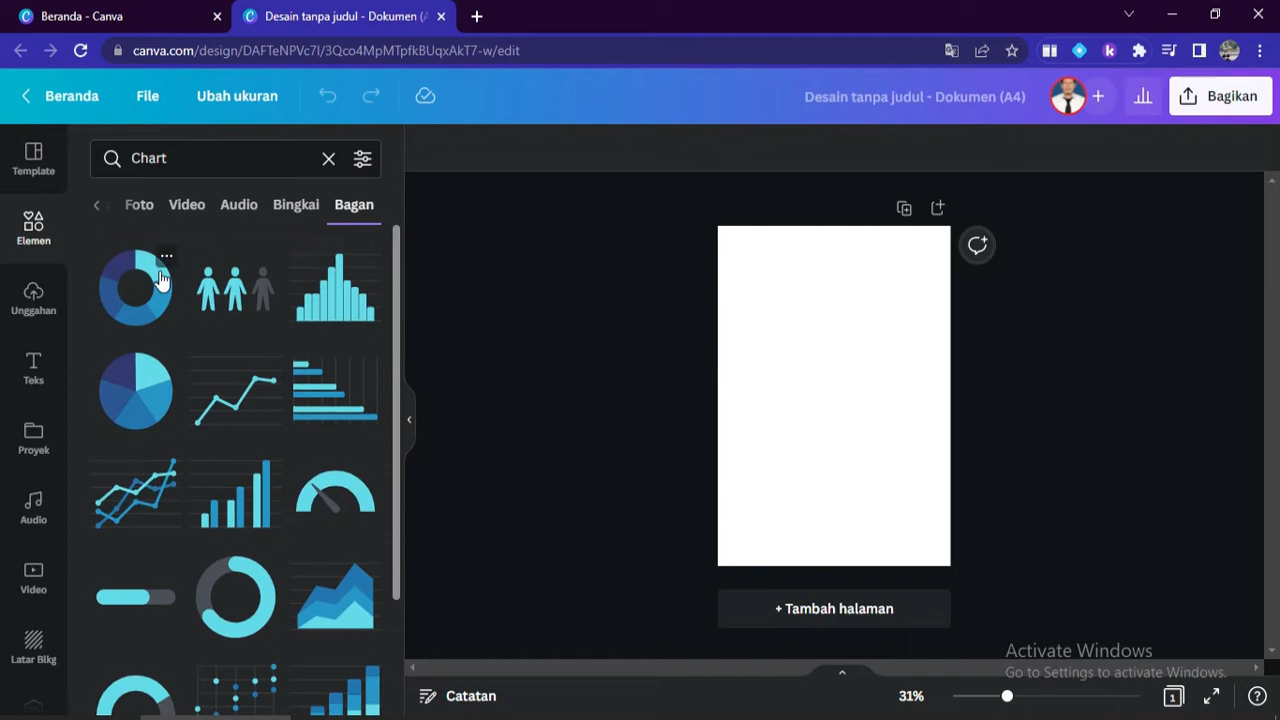 Beranda - Canva
Desain tanpa judul - Dokumen (A
canva.com/design/DAFTeNPVc7I/3Qco4MpMTpfkBUqxAkT7-w/edit
Beranda
File
Ubah ukuran
Desain tanpa judul - Dokumen (A4)
Bagikan
Template
Elemen
Unggahan
Teks
Proyek
Audio
Video
Latar Blkg
Chart
Foto
Video
Audio
Bingkai
Bagan
+ Tambah halaman
Activate Windows
Go to Settings to activate Windows.
Catatan
31%
1